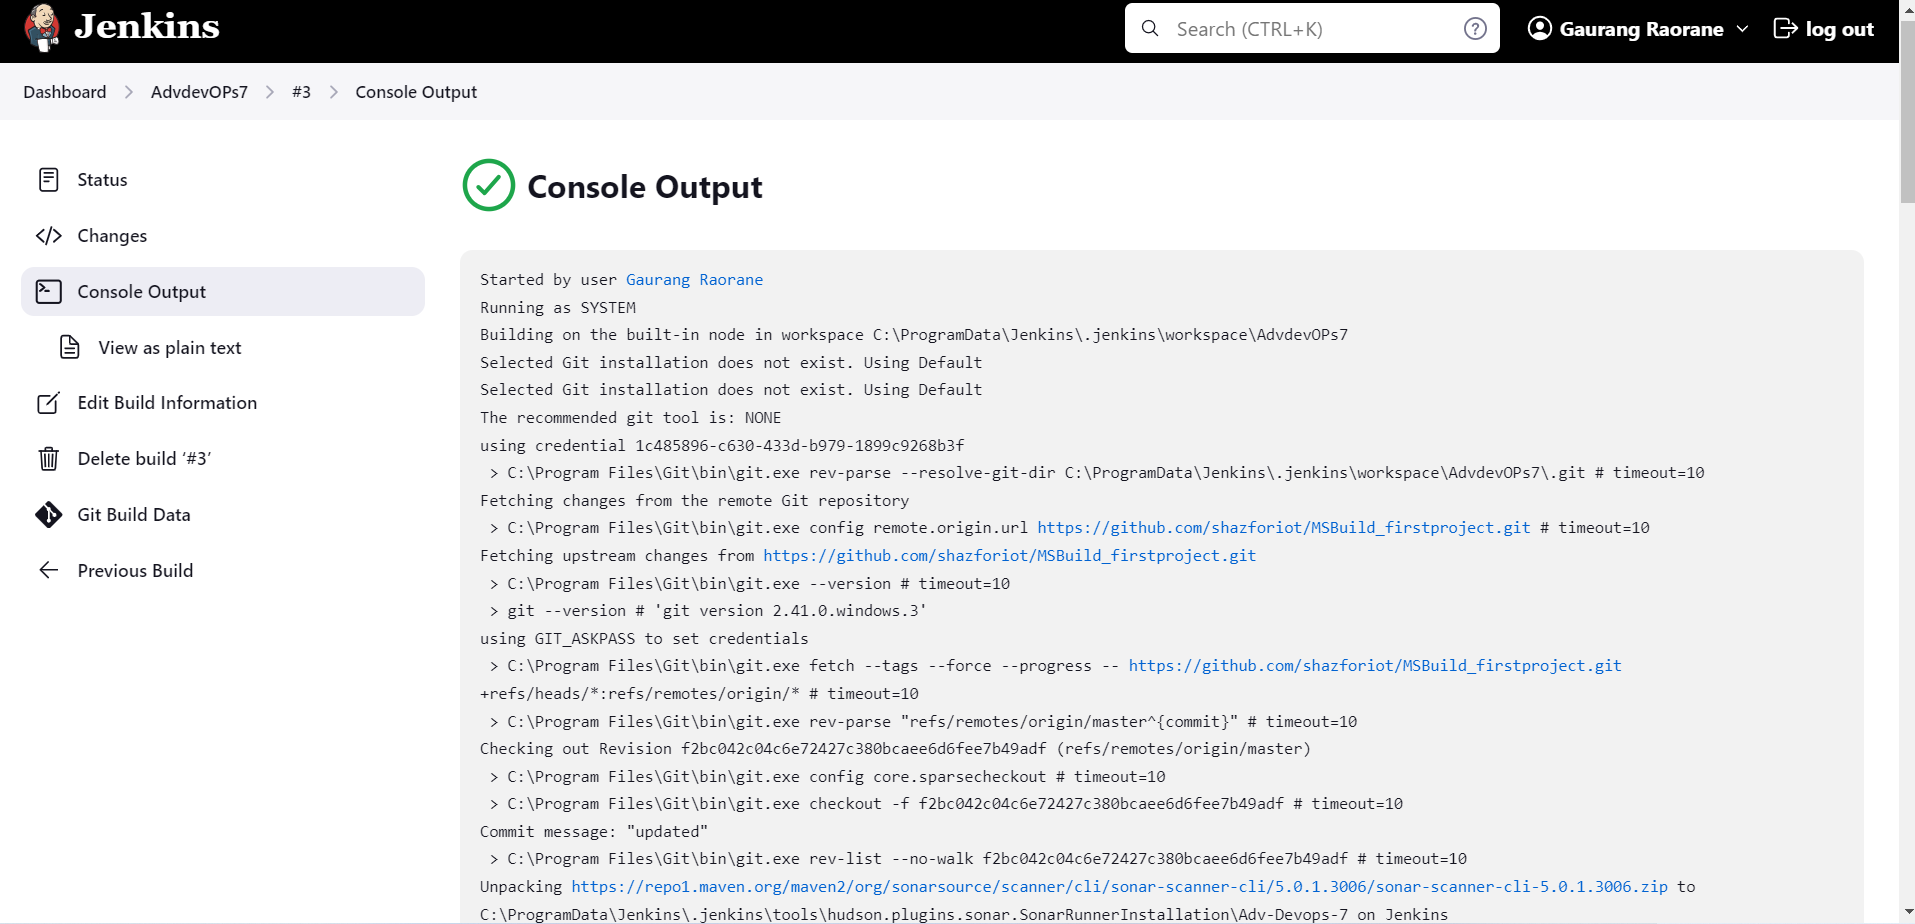 Jenkins
Search (CTRL+K)
Gaurang Raorane
log out
Dashboard > AdvdevOPs7 > #3 > Console Output
Status
Changes
Console Output
View as plain text
Edit Build Information
Delete build ‘#3’
Git Build Data
Previous Build
Console Output
Started by user Gaurang Raorane
Running as SYSTEM
Building on the built-in node in workspace C:\ProgramData\Jenkins\.jenkins\workspace\AdvdevOPs7
Selected Git installation does not exist. Using Default
Selected Git installation does not exist. Using Default
The recommended git tool is: NONE
using credential 1c485896-c630-433d-b979-1899c9268b3f
> C:\Program Files\Git\bin\git.exe rev-parse --resolve-git-dir C:\ProgramData\Jenkins\.jenkins\workspace\AdvdevOPs7\.git # timeout=10
Fetching changes from the remote Git repository
> C:\Program Files\Git\bin\git.exe config remote.origin.url https://github.com/shazforiot/MSBuild_firstproject.git # timeout=10
Fetching upstream changes from https://github.com/shazforiot/MSBuild_firstproject.git
> C:\Program Files\Git\bin\git.exe --version # timeout=10
> git --version # 'git version 2.41.0.windows.3'
using GIT_ASKPASS to set credentials
> C:\Program Files\Git\bin\git.exe fetch --tags --force --progress -- https://github.com/shazforiot/MSBuild_firstproject.git
+refs/heads/*:refs/remotes/origin/* # timeout=10
> C:\Program Files\Git\bin\git.exe rev-parse "refs/remotes/origin/master^{commit}" # timeout=10
Checking out Revision f2bc042c04c6e72427c380bcaee6d6fee7b49adf (refs/remotes/origin/master)
> C:\Program Files\Git\bin\git.exe config core.sparsecheckout # timeout=10
> C:\Program Files\Git\bin\git.exe checkout -f f2bc042c04c6e72427c380bcaee6d6fee7b49adf # timeout=10
Commit message: "updated"
> C:\Program Files\Git\bin\git.exe rev-list --no-walk f2bc042c04c6e72427c380bcaee6d6fee7b49adf # timeout=10
Unpacking https://repo1.maven.org/maven2/org/sonarsource/scanner/cli/sonar-scanner-cli/5.0.1.3006/sonar-scanner-cli-5.0.1.3006.zip to
C:\ProgramData\Jenkins\.jenkins\tools\hudson.plugins.sonar.SonarRunnerInstallation\Adv-Devops-7 on Jenkins